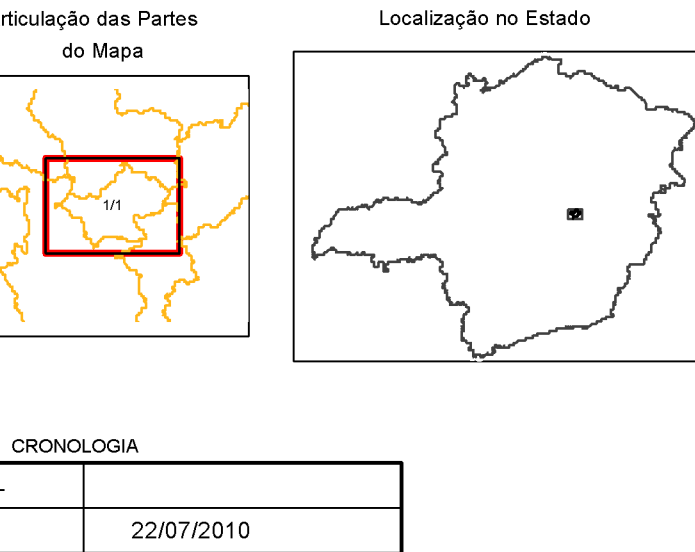 rticulação das Partes
do Mapa
Localização no Estado
1/1
CRONOLOGIA
22/07/2010